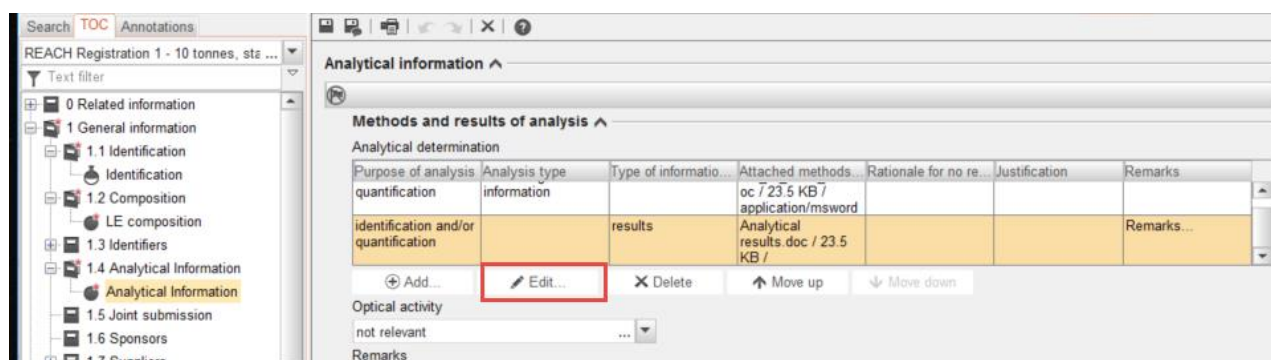 Search TOC Annotations
REACH Registration 1 - 10 tonnes, sta ...
Text filter
0 Related information
1 General information
1.1 Identification
Identification
1.2 Composition
LE composition
1.3 Identifiers
1.4 Analytical Information
Analytical Information
1.5 Joint submission
1.6 Sponsors
1.7 Suppliers
Analytical information
Methods and results of analysis
Analytical determination
Purpose of analysis Analysis type Type of informatio... Attached methods... Rationale for no re... Justification Remarks
quantification information oc / 23.5 KB /
application/msword
identification and/or results Analytical Remarks...
quantification results.doc / 23.5
KB /
Add... Edit... Delete Move up Move down
Optical activity
not relevant ...
Remarks